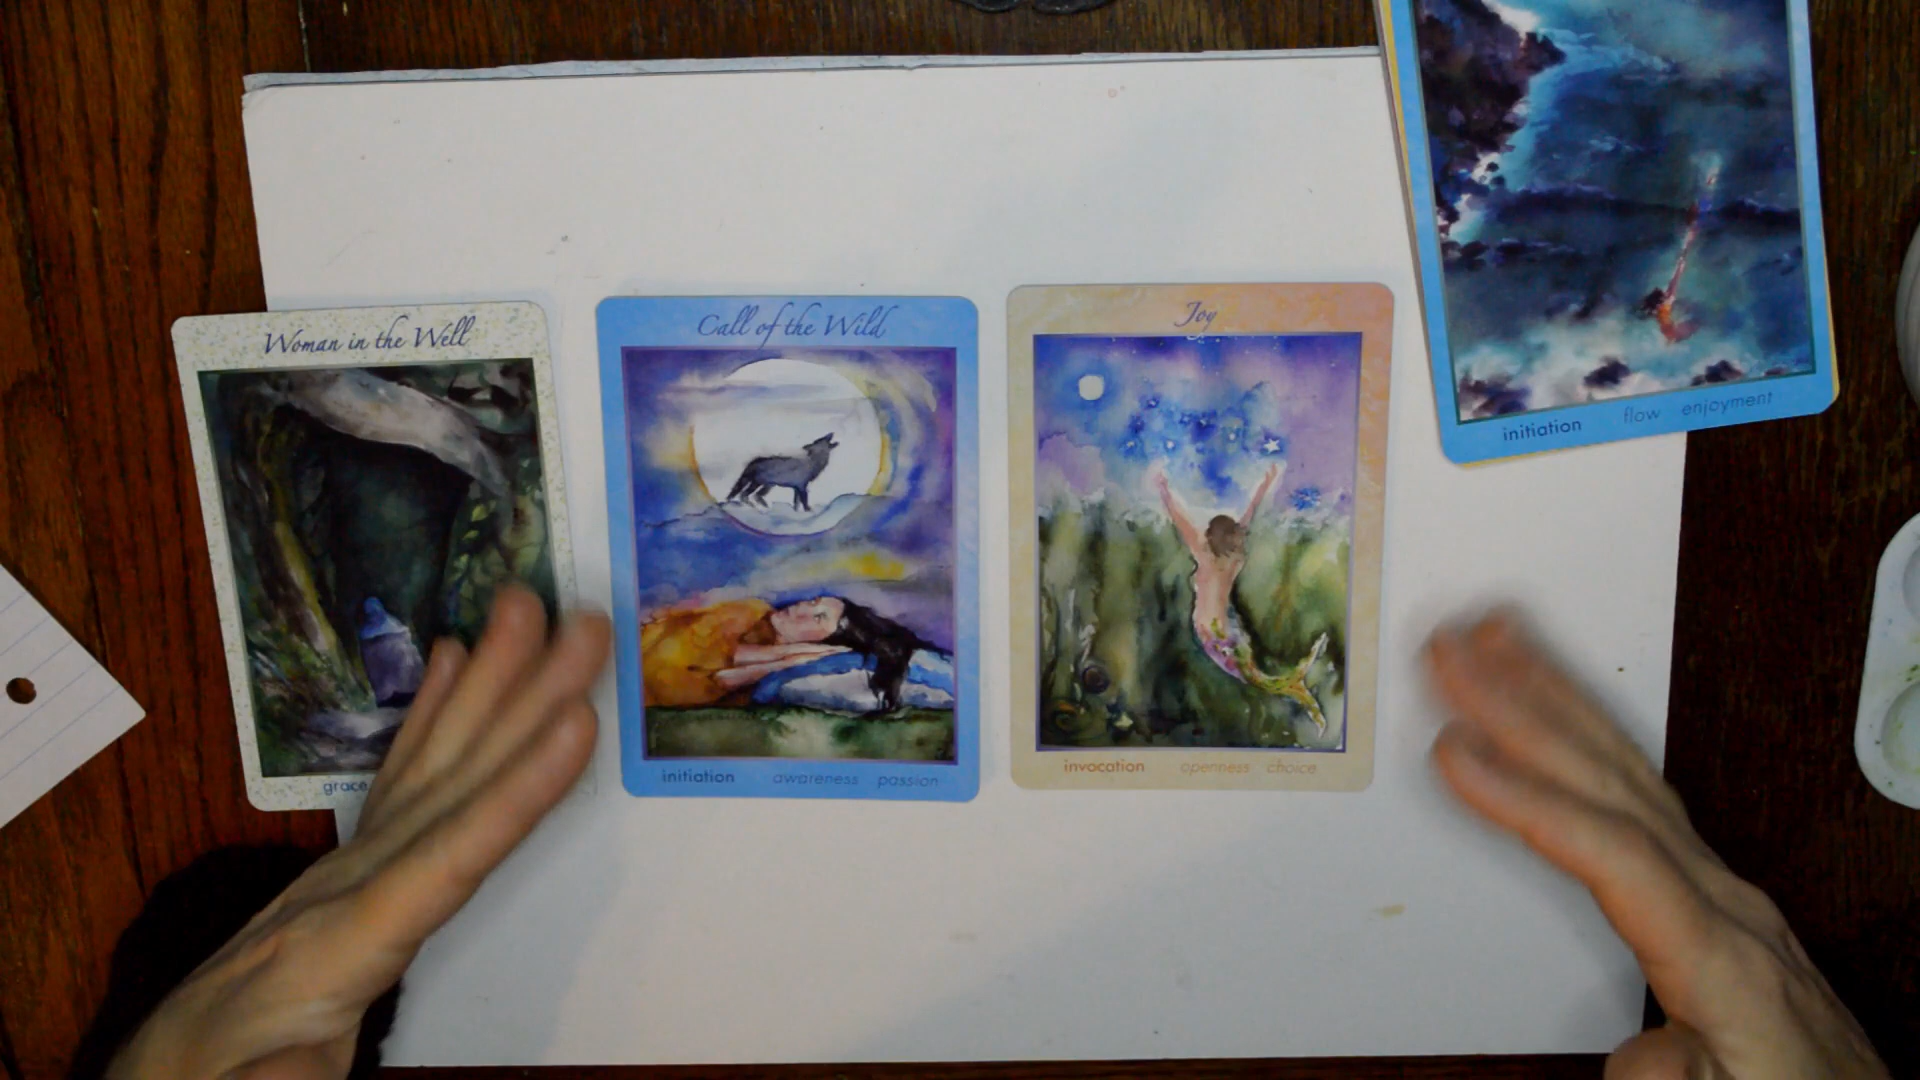 Woman in the Well
grace
Call of the Wild
initiation awareness passion
Joy
invocation openness choice
initiation flow enjoyment